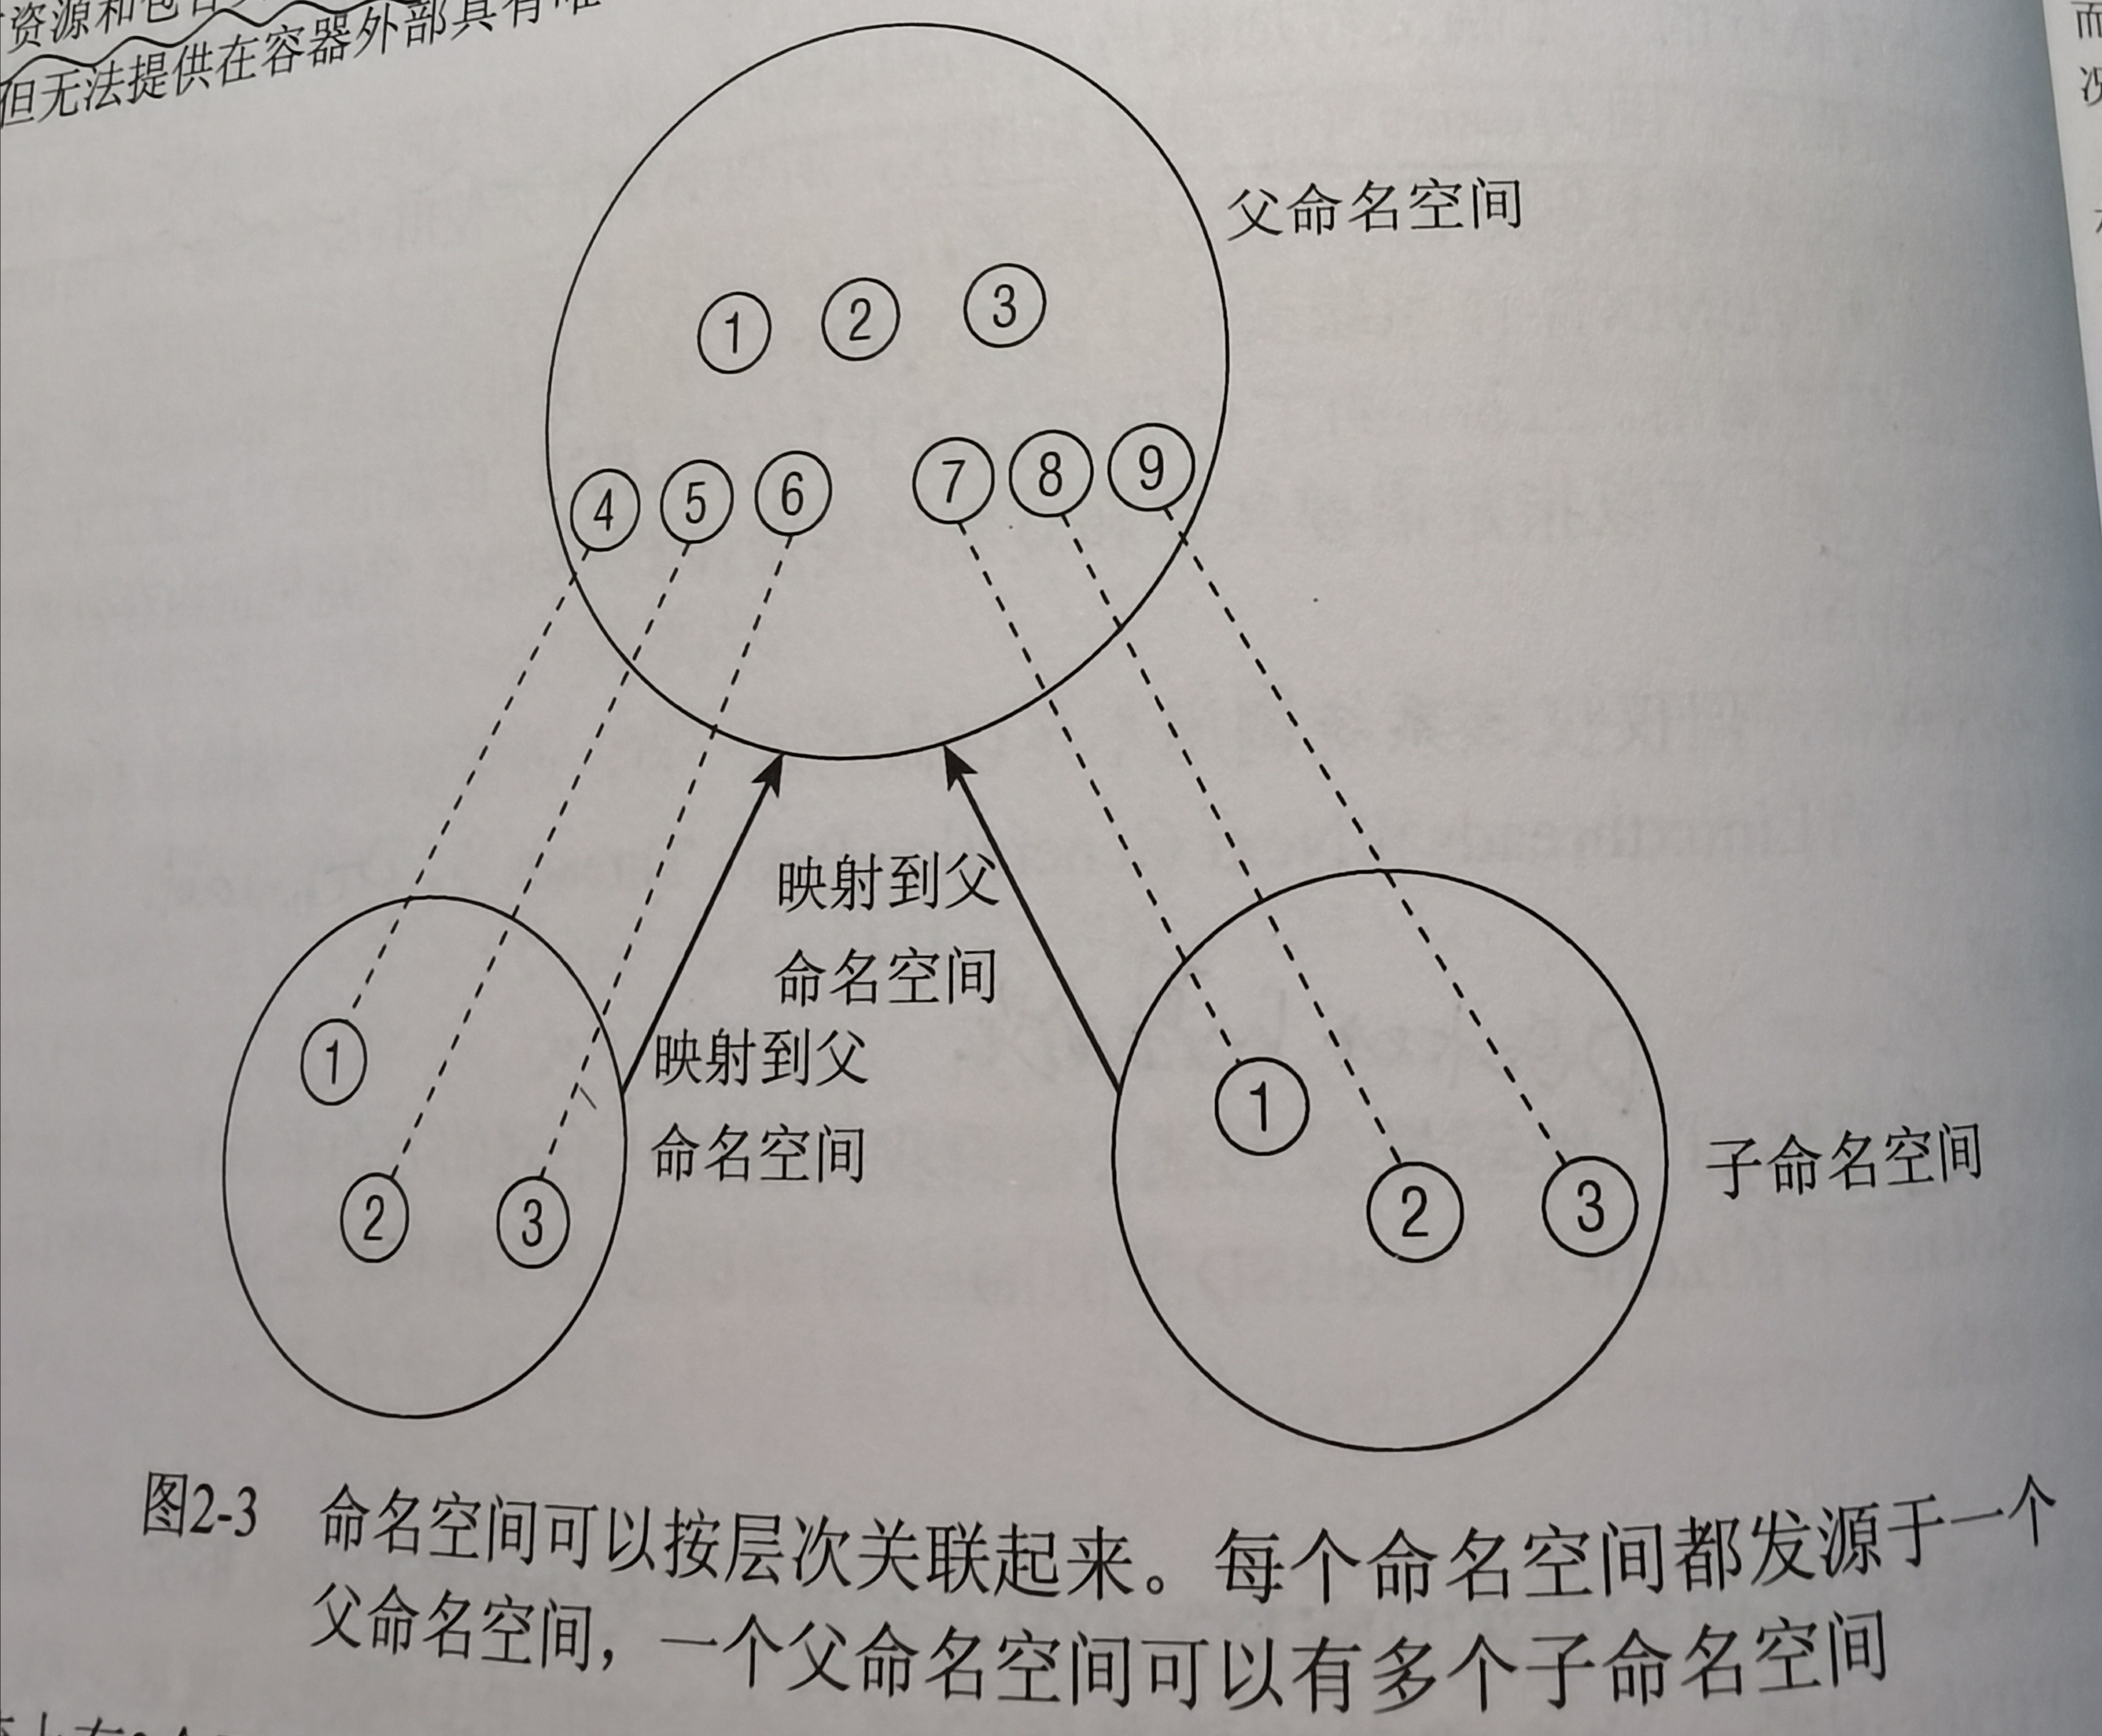 资源和包含
但无法提供在容器外部具有唯
父命名空间
1 2 3
4 5 6 7 8 9
映射到父
命名空间
映射到父
命名空间
1
2 3
1
2 3
子命名空间
图2-3 命名空间可以按层次关联起来。每个命名空间都发源于一个
父命名空间，一个父命名空间可以有多个子命名空间
而
况